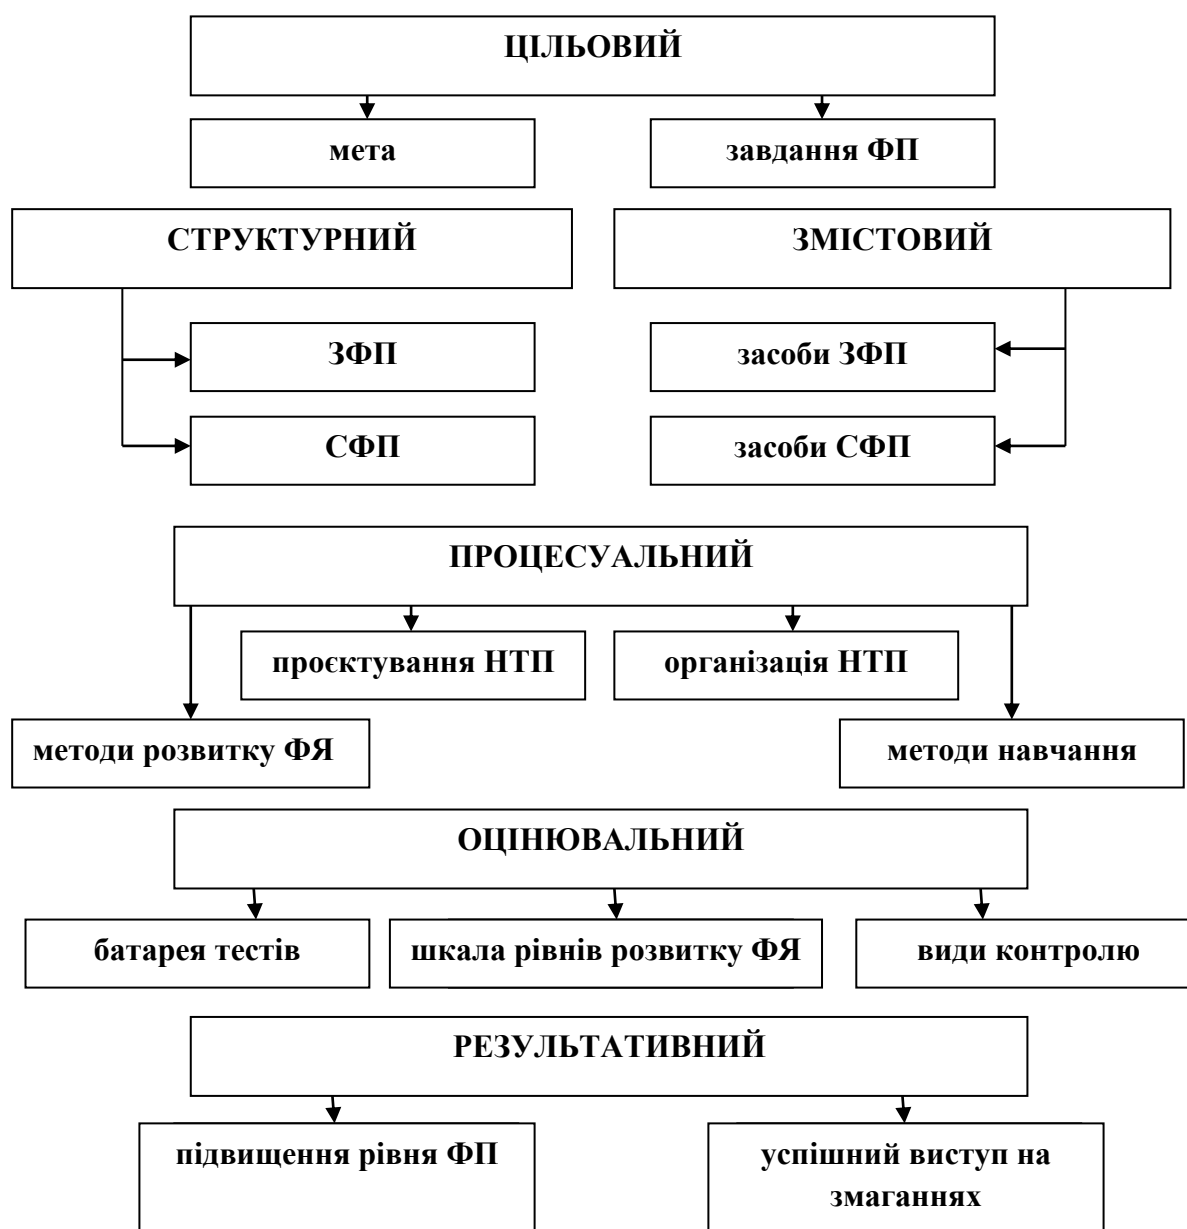 ЦІЛЬОВИЙ
мета
завдання ФП
СТРУКТУРНИЙ
ЗМІСТОВИЙ
ЗФП
засоби ЗФП
СФП
засоби СФП
ПРОЦЕСУАЛЬНИЙ
проєктування НТП
організація НТП
методи розвитку ФЯ
методи навчання
ОЦІНЮВАЛЬНИЙ
батарея тестів
шкала рівнів розвитку ФЯ
види контролю
РЕЗУЛЬТАТИВНИЙ
підвищення рівня ФП
успішний виступ на
змаганнях